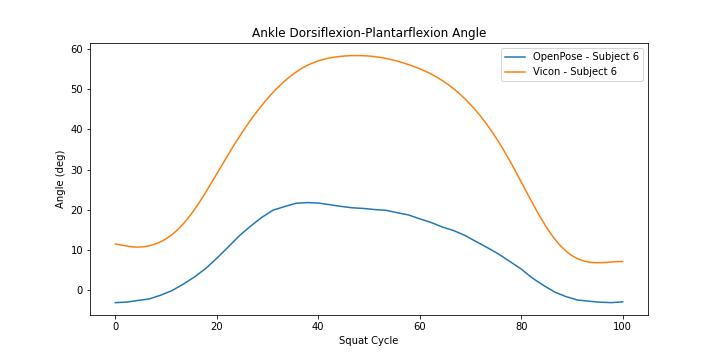 Ankle Dorsiflexion-Plantarflexion Angle
OpenPose - Subject 6
Vicon - Subject 6
Angle (deg)
60
50
40
30
20
10
0
0 20 40 60 80 100
Squat Cycle